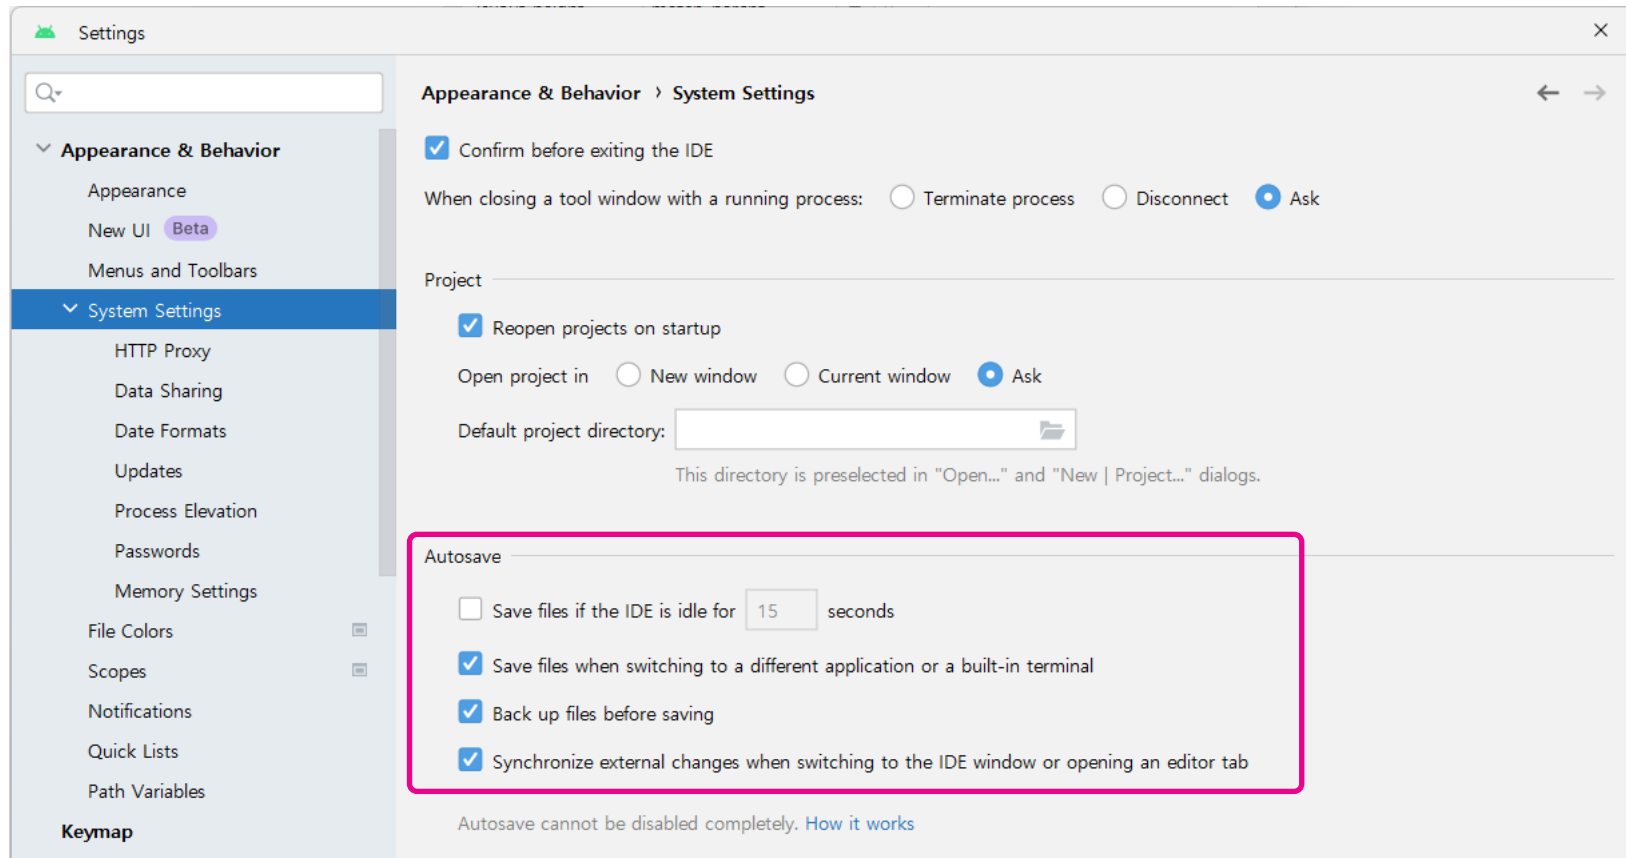 Settings
Appearance & Behavior
Appearance
New UI Beta
Menus and Toolbars
System Settings
HTTP Proxy
Data Sharing
Date Formats
Updates
Process Elevation
Passwords
Memory Settings
File Colors
Scopes
Notifications
Quick Lists
Path Variables
Keymap
Appearance & Behavior › System Settings
Confirm before exiting the IDE
When closing a tool window with a running process: Terminate process Disconnect Ask
Project
Reopen projects on startup
Open project in New window Current window Ask
Default project directory:
This directory is preselected in "Open..." and "New | Project..." dialogs.
Autosave
Save files if the IDE is idle for 15 seconds
Save files when switching to a different application or a built-in terminal
Back up files before saving
Synchronize external changes when switching to the IDE window or opening an editor tab
Autosave cannot be disabled completely. How it works